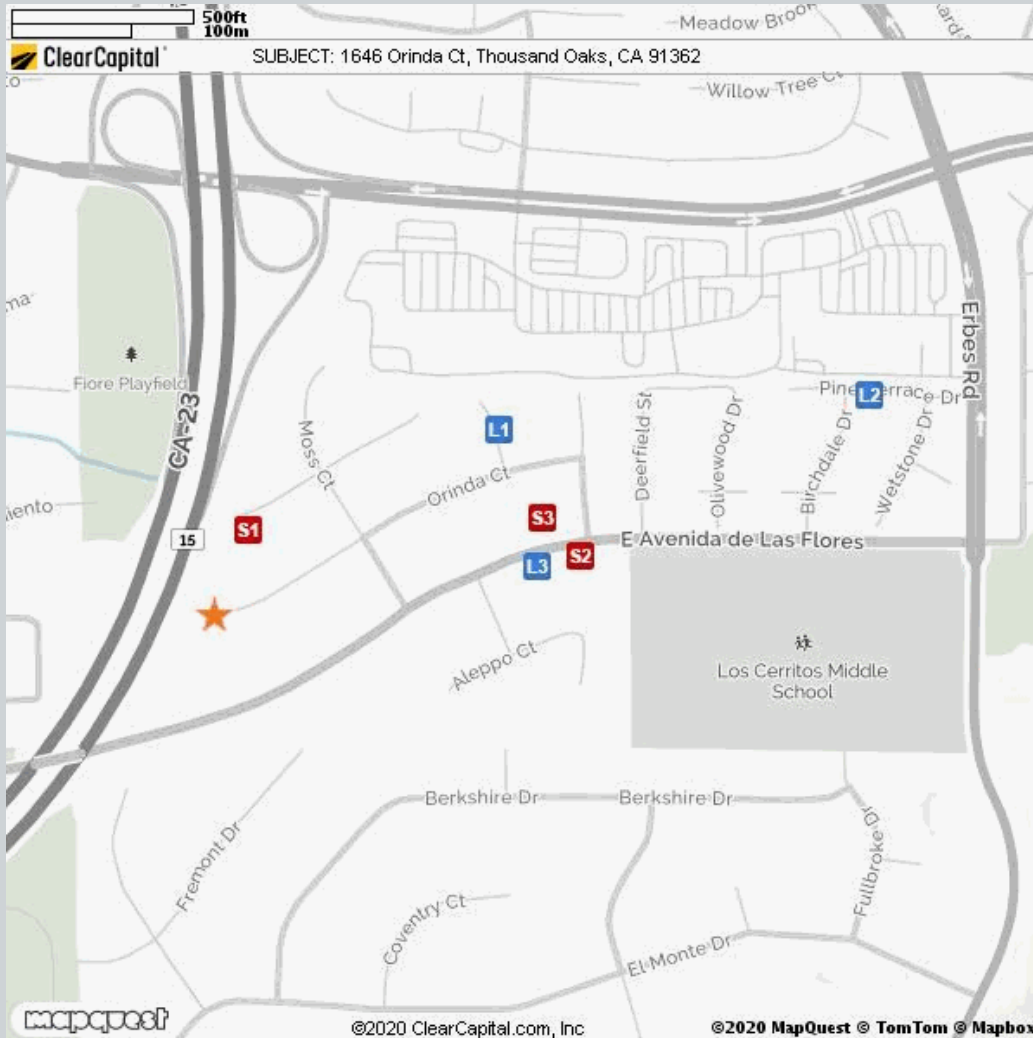 500ft
100m
Meadow Brook
ClearCapital
SUBJECT: 1646 Orinda Ct, Thousand Oaks, CA 91362
Willow Tree Ct
Erbes Rd
Fiore Playfield
CA-23
L2
Dr
L1
Moss Ct
Deerfield St
Olivewood Dr
Birchdale Dr
Wetstone Dr
Orinda Ct
S1
S3
15
E Avenida de Las Flores
L3
S2
Los Cerritos Middle
School
Aleppo Ct
Berkshire Dr
Berkshire Dr
Fremont Dr
Fullbroke Dr
Coventry Ct
El Monte Dr
mapquest
©2020 ClearCapital.com, Inc
©2020 MapQuest © TomTom © Mapbox